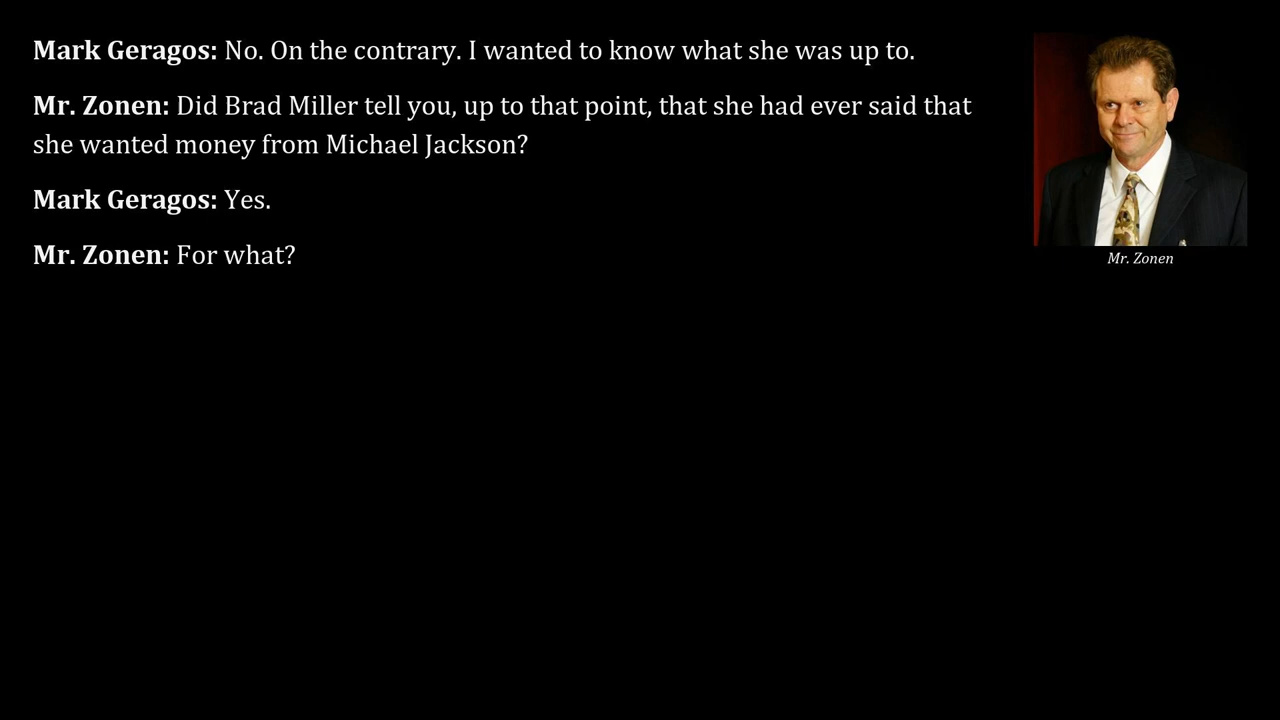 Mark Geragos: No. On the contrary. I wanted to know what she was up to.
Mr. Zonen: Did Brad Miller tell you, up to that point, that she had ever said that
she wanted money from Michael Jackson?
Mark Geragos: Yes.
Mr. Zonen: For what?
Mr. Zonen